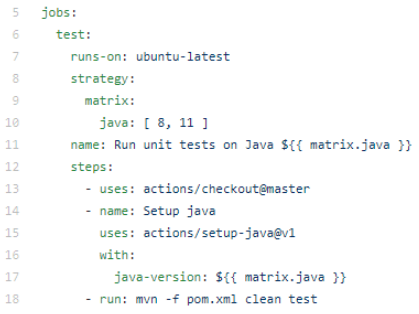 5 jobs:
6 test:
7 runs-on: ubuntu-latest
8 strategy:
9 matrix:
10 java: [ 8, 11 ]
11 name: Run unit tests on Java ${{ matrix.java }}
12 steps:
13 - uses: actions/checkout@master
14 - name: Setup java
15 uses: actions/setup-java@v1
16 with:
17 java-version: ${{ matrix.java }}
18 - run: mvn -f pom.xml clean test